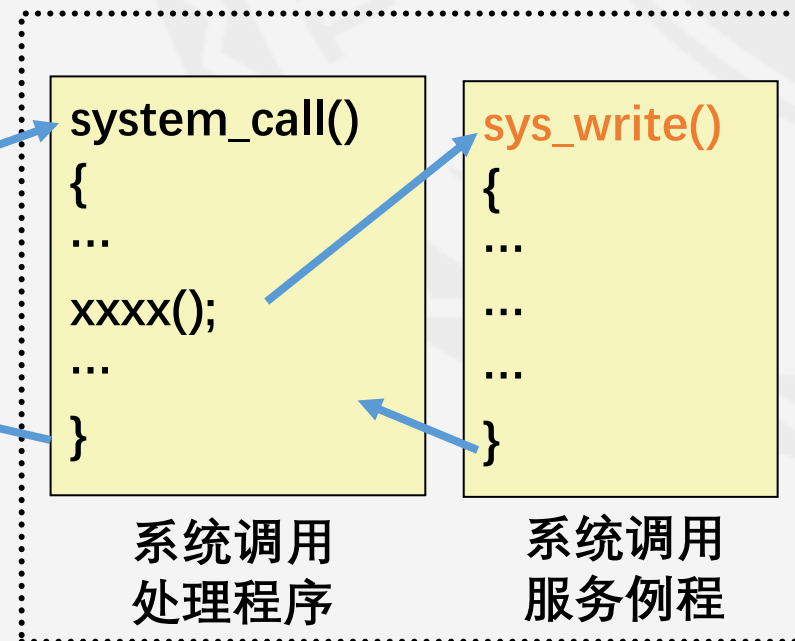 system_call()
{
…
xxxx();
…
}
系统调用
处理程序
sys_write()
{
…
…
…
}
系统调用
服务例程